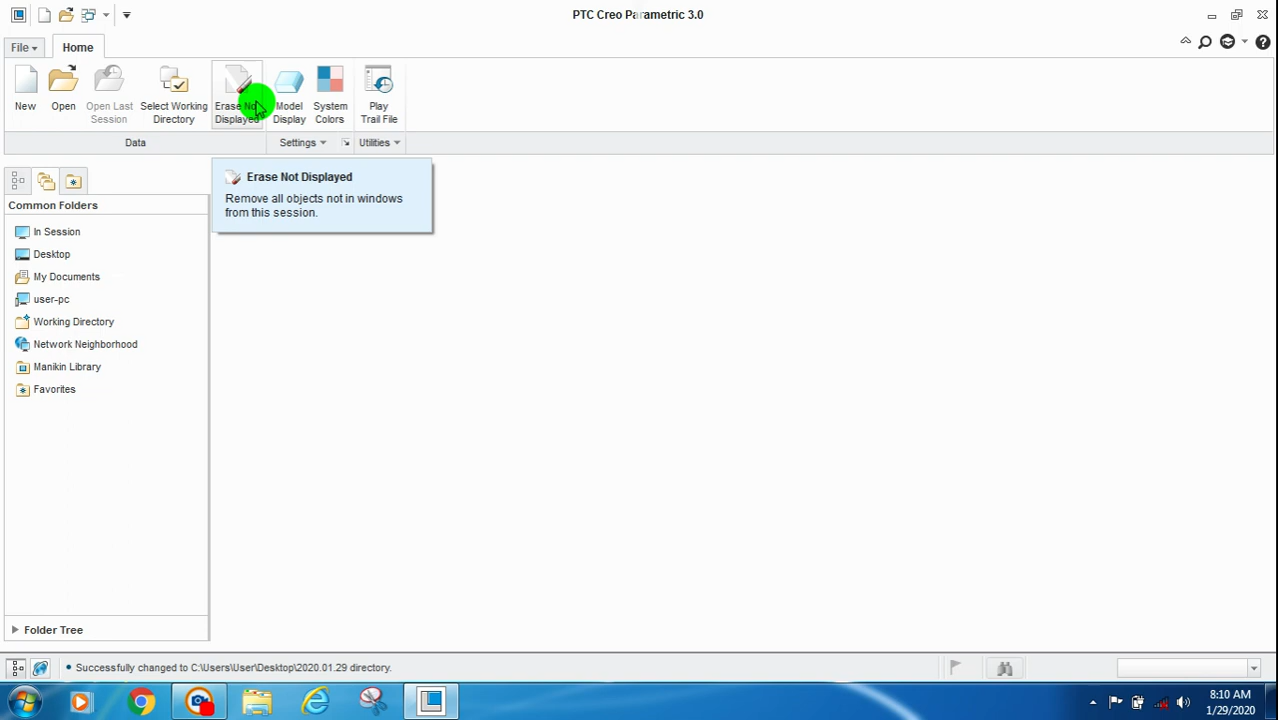 PTC Creo Parametric 3.0
File
Home
New
Open
Open Last
Session
Select Working
Directory
Erase Not
Displayed
Model
Display
System
Colors
Play
Trail File
Data
Settings
Utilities
Erase Not Displayed
Remove all objects not in windows
from this session.
Common Folders
In Session
Desktop
My Documents
user-pc
Working Directory
Network Neighborhood
Manikin Library
Favorites
Folder Tree
• Successfully changed to C:\Users\User\Desktop\2020.01.29 directory.
8:10 AM
1/29/2020